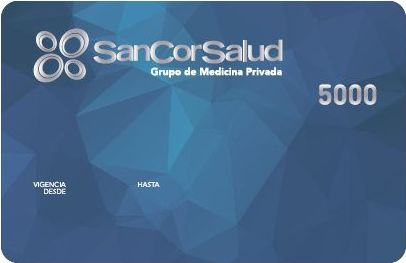 SanCorSalud
Grupo de Medicina Privada
5000
VIGENCIA
DESDE
HASTA